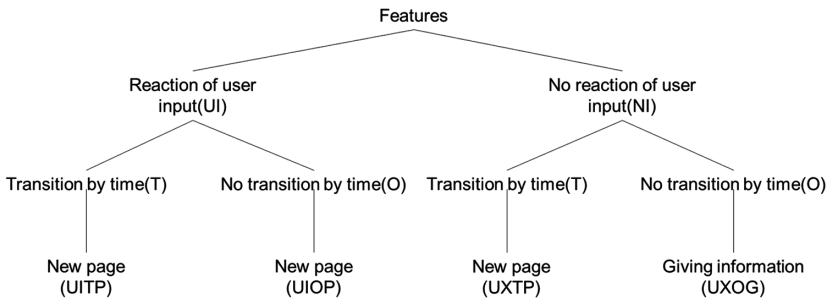 Features
Reaction of user
input(UI)
No reaction of user
input(NI)
Transition by time(T)
No transition by time(O)
Transition by time(T)
No transition by time(O)
New page
(UITP)
New page
(UIOP)
New page
(UXTP)
Giving information
(UXOG)